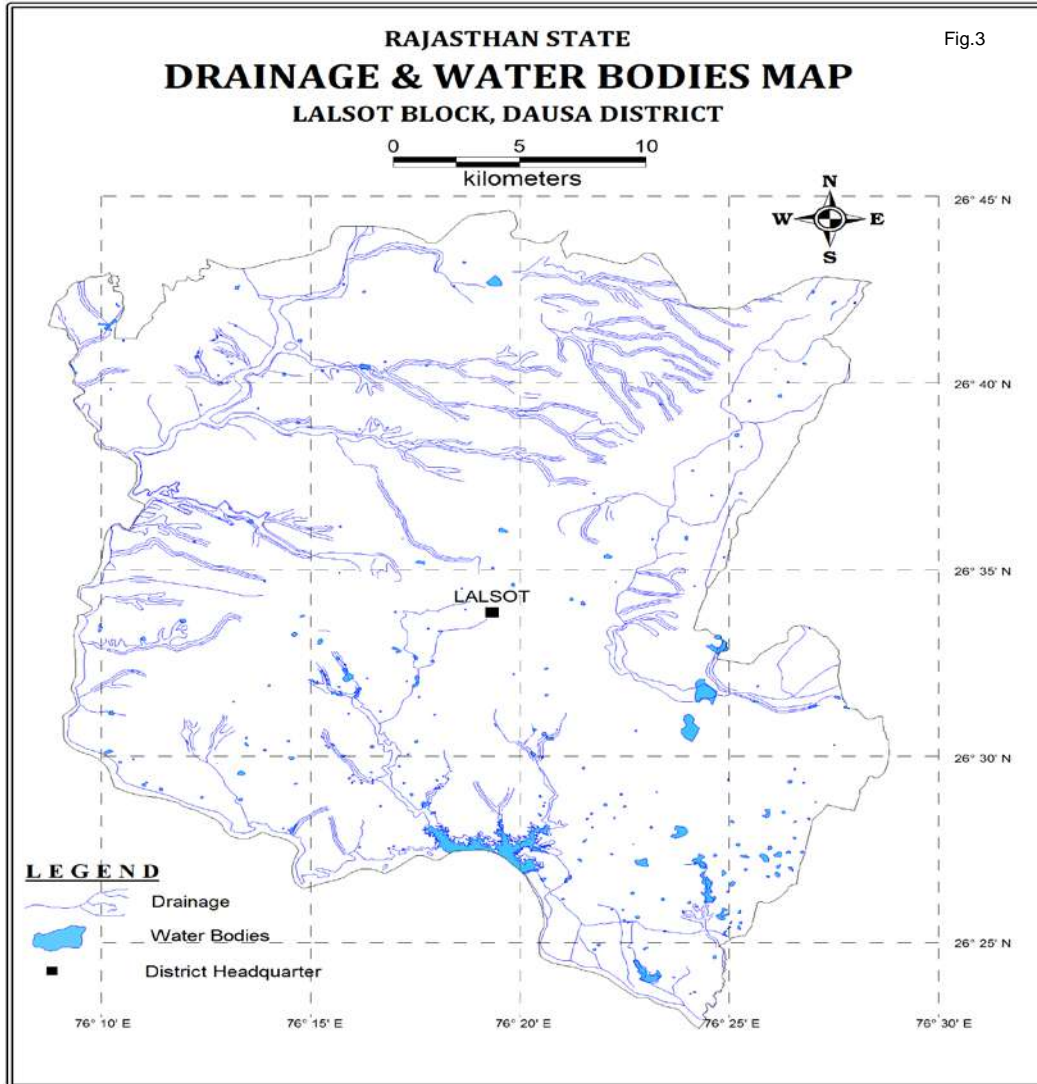 RAJASTHAN STATE
Fig.3
DRAINAGE & WATER BODIES MAP
LALSOT BLOCK, DAUSA DISTRICT
0 5 10
kilometers
N
W E
S
26° 45' N
26° 40' N
26° 35' N
LALSOT
26° 30' N
LEGEND
Drainage
Water Bodies
26° 25' N
District Headquarter
76° 10' E 76° 15' E 76° 20' E 76° 25' E 76° 30' E